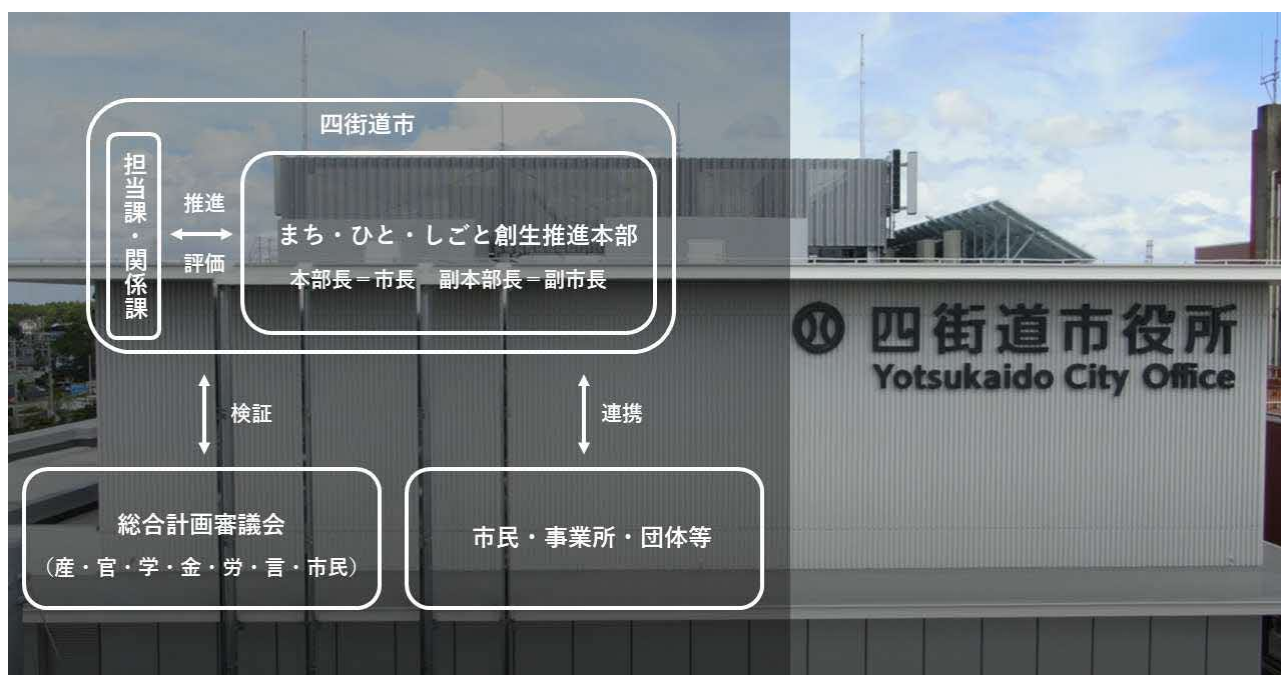 四街道市
担当課・関係課
推進
評価
まち・ひと・しごと創生推進本部
本部長＝市長　副本部長＝副市長
検証
連携
総合計画審議会
（産・官・学・金・労・言・市民）
市民・事業所・団体等
四街道市役所
Yotsukaido City Office